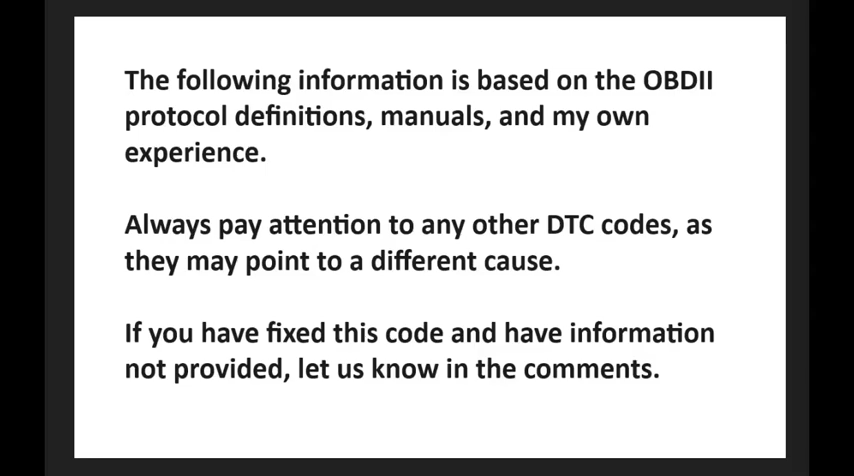 The following information is based on the OBDII
protocol definitions, manuals, and my own
experience.
Always pay attention to any other DTC codes, as
they may point to a different cause.
If you have fixed this code and have information
not provided, let us know in the comments.